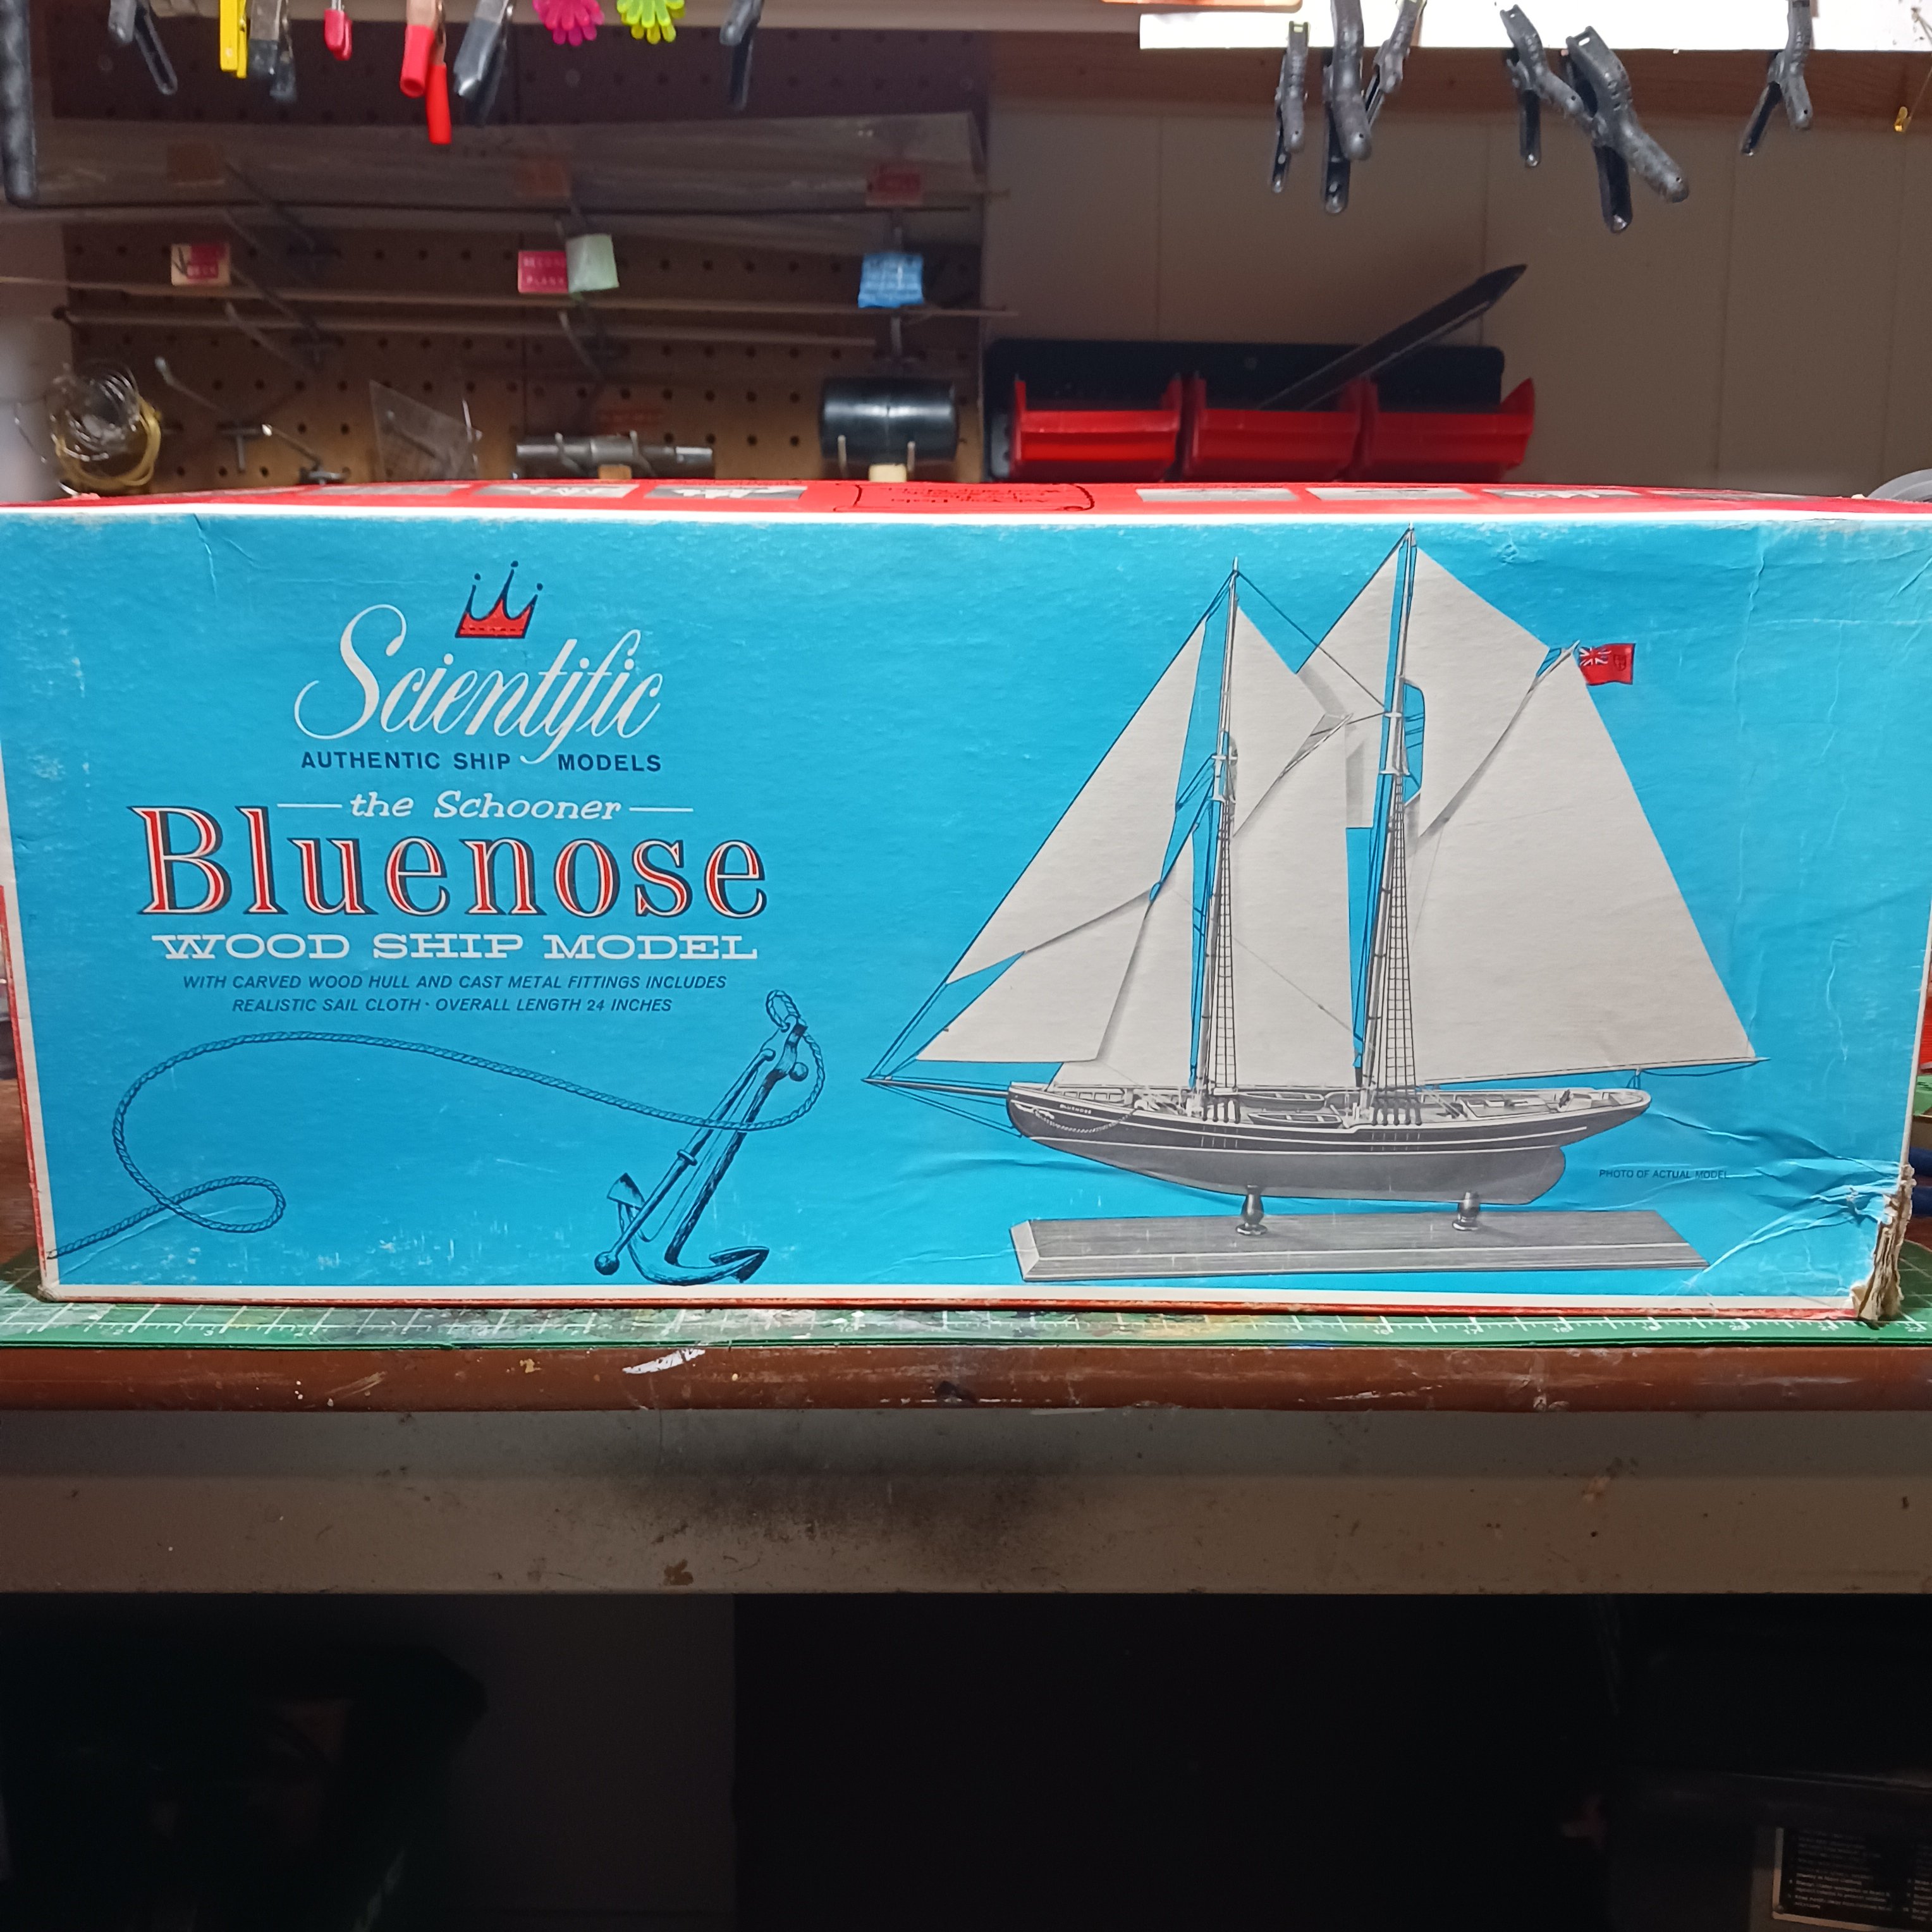 Scientific
AUTHENTIC SHIP MODELS
the Schooner
Bluenose
WOOD SHIP MODEL
WITH CARVED WOOD HULL AND CAST METAL FITTINGS INCLUDES
REALISTIC SAIL CLOTH · OVERALL LENGTH 24 INCHES
BLUENOSE
PHOTO OF ACTUAL MODEL